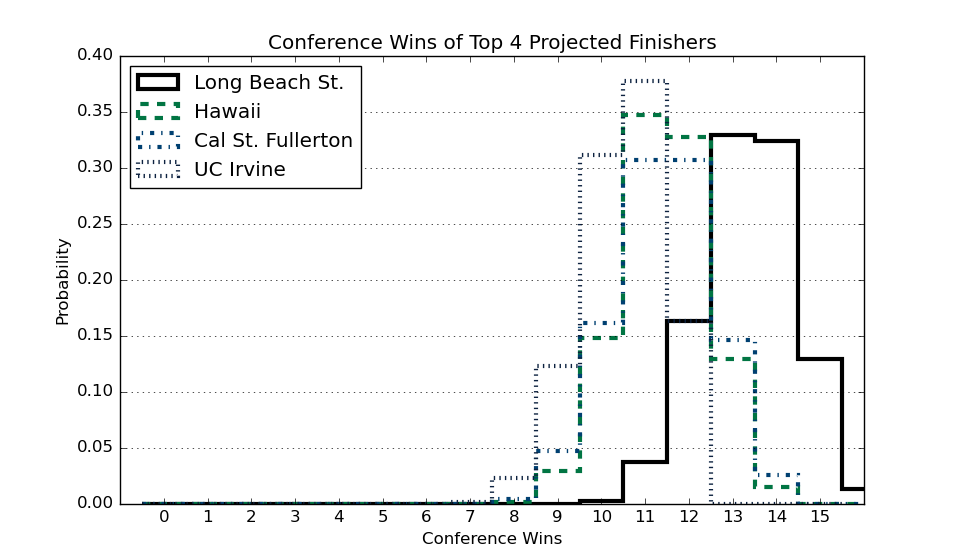 Conference Wins of Top 4 Projected Finishers
0.40
0.35
0.30
0.25
0.20
0.15
0.10
0.05
0.00
Probability
Long Beach St.
Hawaii
Cal St. Fullerton
UC Irvine
0 1 2 3 4 5 6 7 8 9 10 11 12 13 14 15
Conference Wins